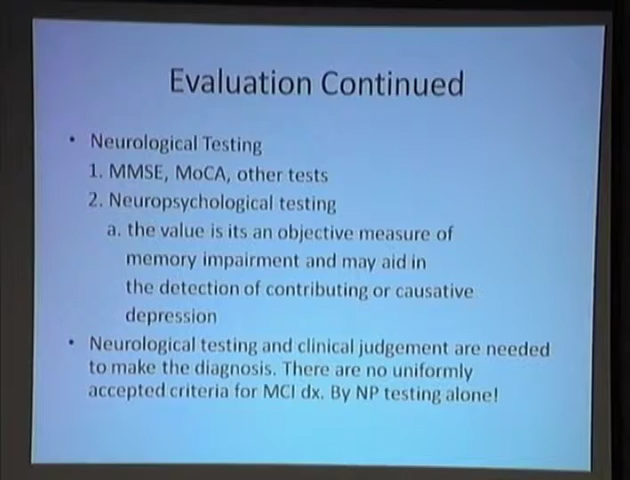 Evaluation Continued
• Neurological Testing
1. MMSE, MoCA, other tests
2. Neuropsychological testing
a. the value is its an objective measure of
memory impairment and may aid in
the detection of contributing or causative
depression
• Neurological testing and clinical judgement are needed
to make the diagnosis. There are no uniformly
accepted criteria for MCI dx. By NP testing alone!